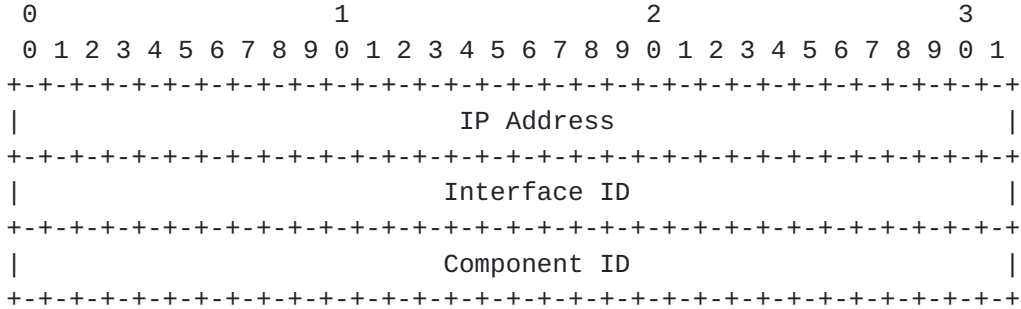 0                   1                   2                   3
 0 1 2 3 4 5 6 7 8 9 0 1 2 3 4 5 6 7 8 9 0 1 2 3 4 5 6 7 8 9 0 1
+-+-+-+-+-+-+-+-+-+-+-+-+-+-+-+-+-+-+-+-+-+-+-+-+-+-+-+-+-+-+-+-+
|                            IP Address                         |
+-+-+-+-+-+-+-+-+-+-+-+-+-+-+-+-+-+-+-+-+-+-+-+-+-+-+-+-+-+-+-+-+
|                           Interface ID                        |
+-+-+-+-+-+-+-+-+-+-+-+-+-+-+-+-+-+-+-+-+-+-+-+-+-+-+-+-+-+-+-+-+
|                           Component ID                        |
+-+-+-+-+-+-+-+-+-+-+-+-+-+-+-+-+-+-+-+-+-+-+-+-+-+-+-+-+-+-+-+-+